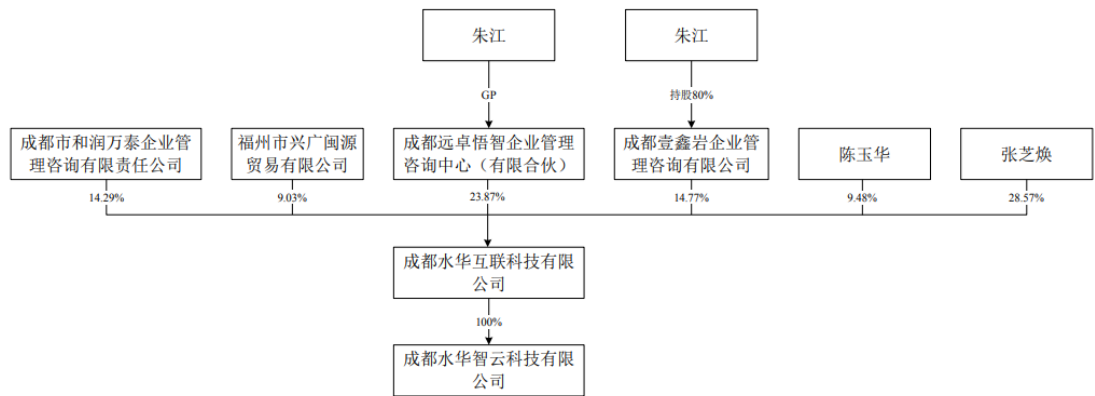 朱江
朱江
GP
持股80%
成都市和润万泰企业管
理咨询有限责任公司
福州市兴广闽源
贸易有限公司
成都远卓悟智企业管理
咨询中心（有限合伙）
成都壹鑫岩企业管
理咨询有限公司
陈玉华
张芝焕
14.29%
9.03%
23.87%
14.77%
9.48%
28.57%
成都水华互联科技有限
公司
100%
成都水华智云科技有限
公司